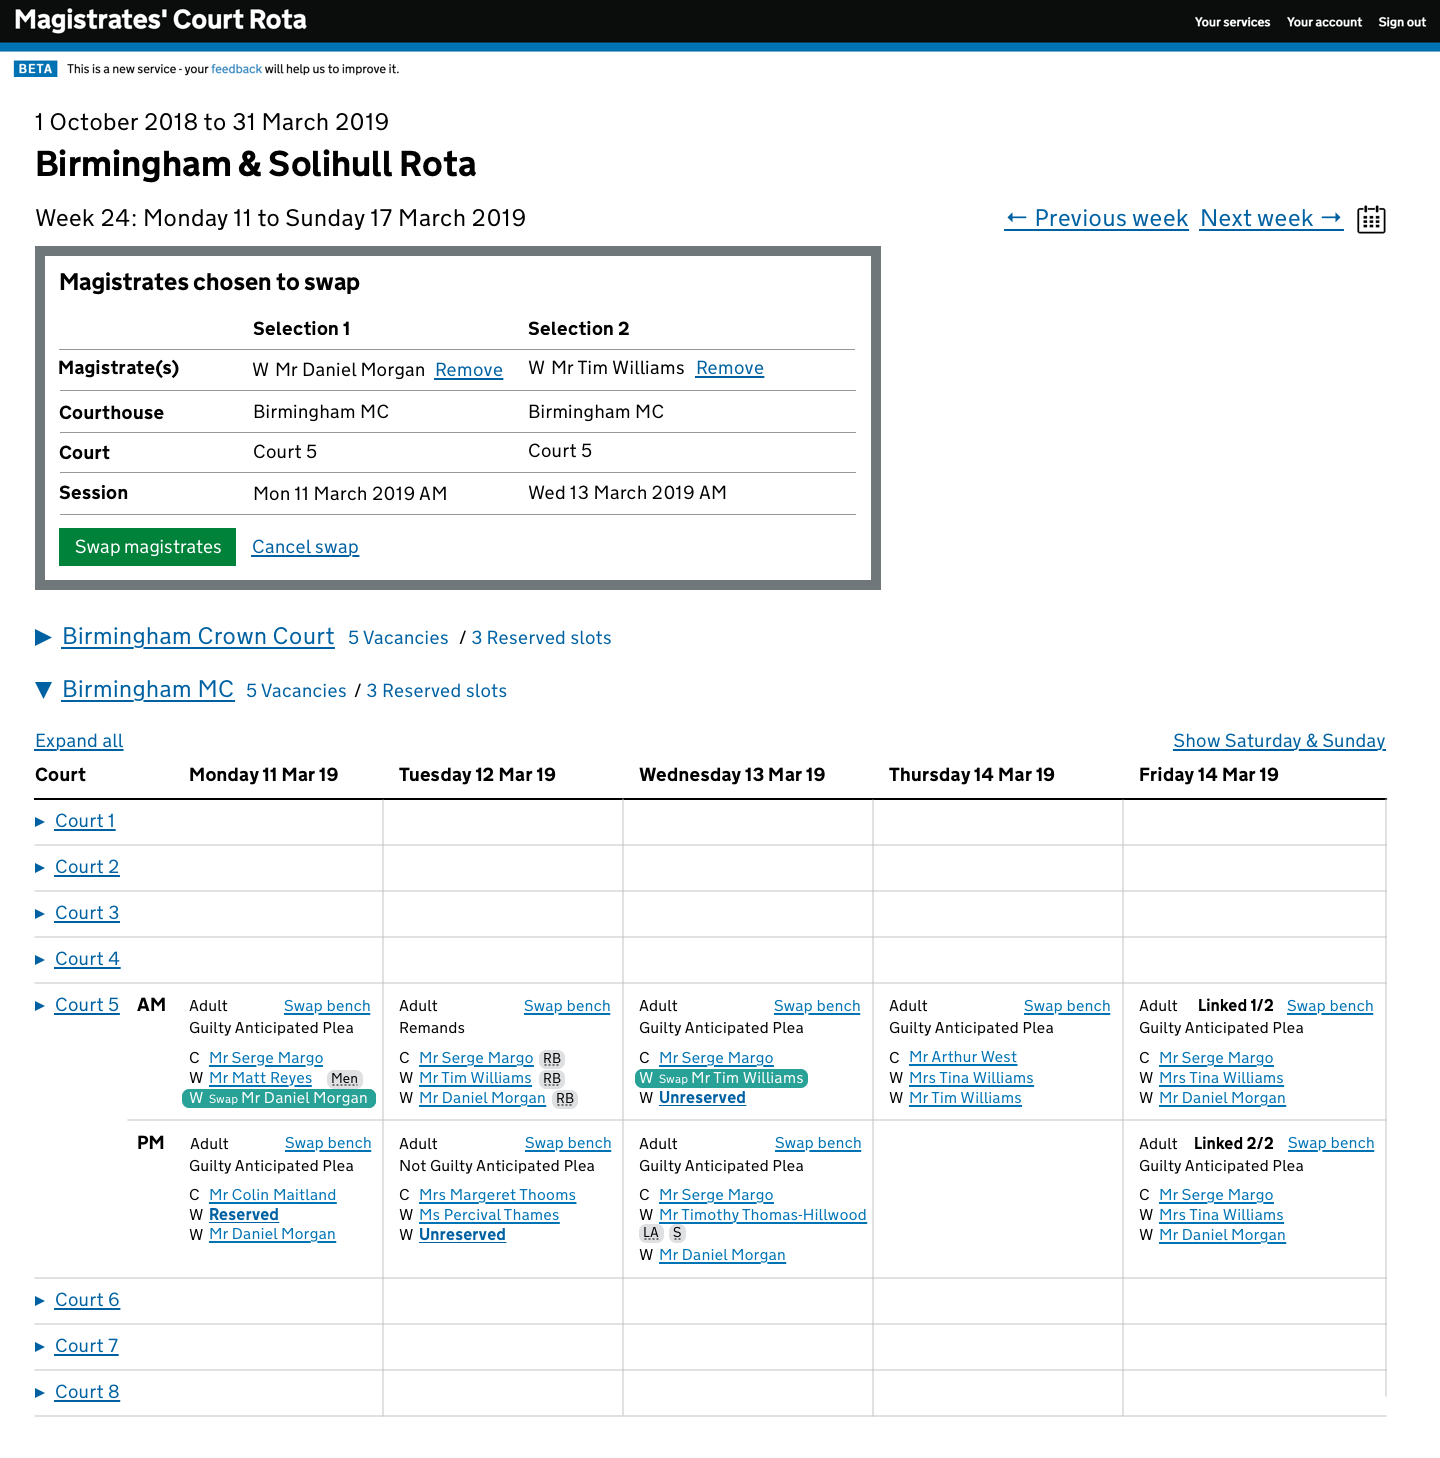 Magistrates' Court Rota Your services Your account Sign out
BETA This is a new service - your feedback will help us to improve it.
1 October 2018 to 31 March 2019
Birmingham & Solihull Rota
Week 24: Monday 11 to Sunday 17 March 2019 ← Previous week Next week →
Magistrates chosen to swap
Selection 1 Selection 2
Magistrate(s) W Mr Daniel Morgan Remove W Mr Tim Williams Remove
Courthouse Birmingham MC Birmingham MC
Court Court 5 Court 5
Session Mon 11 March 2019 AM Wed 13 March 2019 AM
Swap magistrates Cancel swap
▶ Birmingham Crown Court 5 Vacancies / 3 Reserved slots
▼ Birmingham MC 5 Vacancies / 3 Reserved slots
Expand all Show Saturday & Sunday
Court Monday 11 Mar 19 Tuesday 12 Mar 19 Wednesday 13 Mar 19 Thursday 14 Mar 19 Friday 14 Mar 19
▶ Court 1
▶ Court 2
▶ Court 3
▶ Court 4
▶ Court 5 AM Adult Swap bench Adult Swap bench Adult Swap bench Adult Swap bench Adult Linked 1/2 Swap bench
Guilty Anticipated Plea Remands Guilty Anticipated Plea Guilty Anticipated Plea Guilty Anticipated Plea
C Mr Serge Margo C Mr Serge Margo RB C Mr Serge Margo C Mr Arthur West C Mr Serge Margo
W Mr Matt Reyes Men W Mr Tim Williams RB W Swap Mr Tim Williams W Mrs Tina Williams W Mrs Tina Williams
W Swap Mr Daniel Morgan W Mr Daniel Morgan RB W Unreserved W Mr Tim Williams W Mr Daniel Morgan
PM Adult Swap bench Adult Swap bench Adult Swap bench Adult Linked 2/2 Swap bench
Guilty Anticipated Plea Not Guilty Anticipated Plea Guilty Anticipated Plea Guilty Anticipated Plea
C Mr Colin Maitland C Mrs Margeret Thooms C Mr Serge Margo C Mr Serge Margo
W Reserved W Ms Percival Thames W Mr Timothy Thomas-Hillwood W Mrs Tina Williams
W Mr Daniel Morgan W Unreserved LA S W Mr Daniel Morgan
W Mr Daniel Morgan
▶ Court 6
▶ Court 7
▶ Court 8